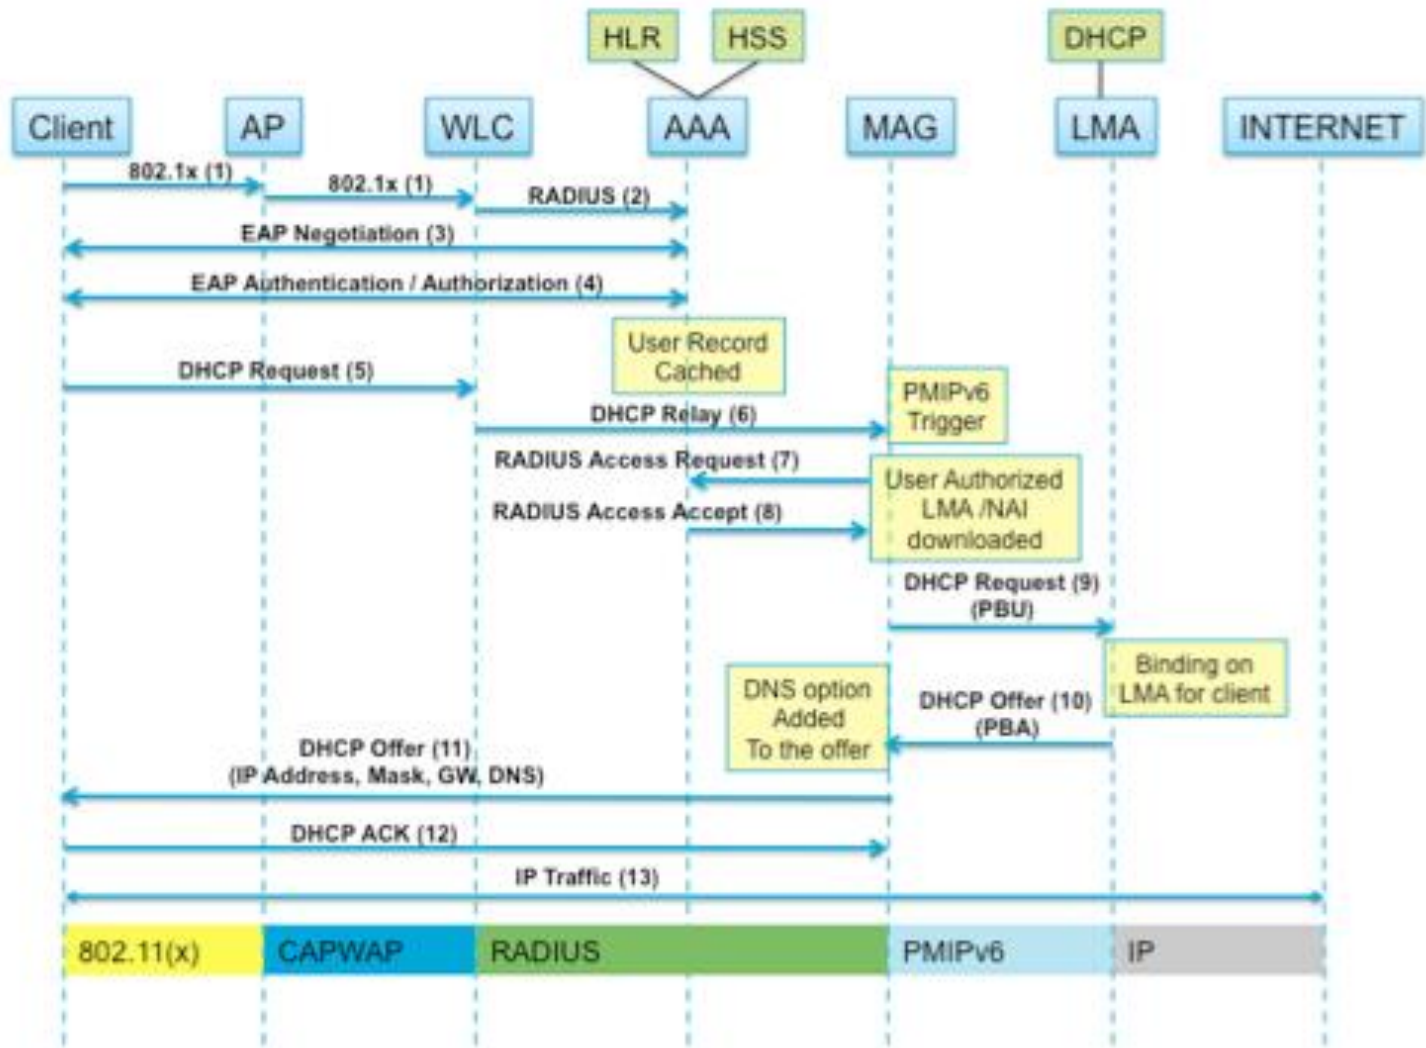 HLR
HSS
DHCP
Client
AP
WLC
AAA
MAG
LMA
INTERNET
802.1x (1)
802.1x (1)
RADIUS (2)
EAP Negotiation (3)
EAP Authentication / Authorization (4)
User Record
Cached
DHCP Request (5)
PMIPv6
Trigger
DHCP Relay (6)
RADIUS Access Request (7)
User Authorized
LMA /NAI
downloaded
RADIUS Access Accept (8)
DHCP Request (9)
(PBU)
Binding on
LMA for client
DNS option
Added
To the offer
DHCP Offer (10)
(PBA)
DHCP Offer (11)
(IP Address, Mask, GW, DNS)
DHCP ACK (12)
IP Traffic (13)
802.11(x)
CAPWAP
RADIUS
PMIPv6
IP